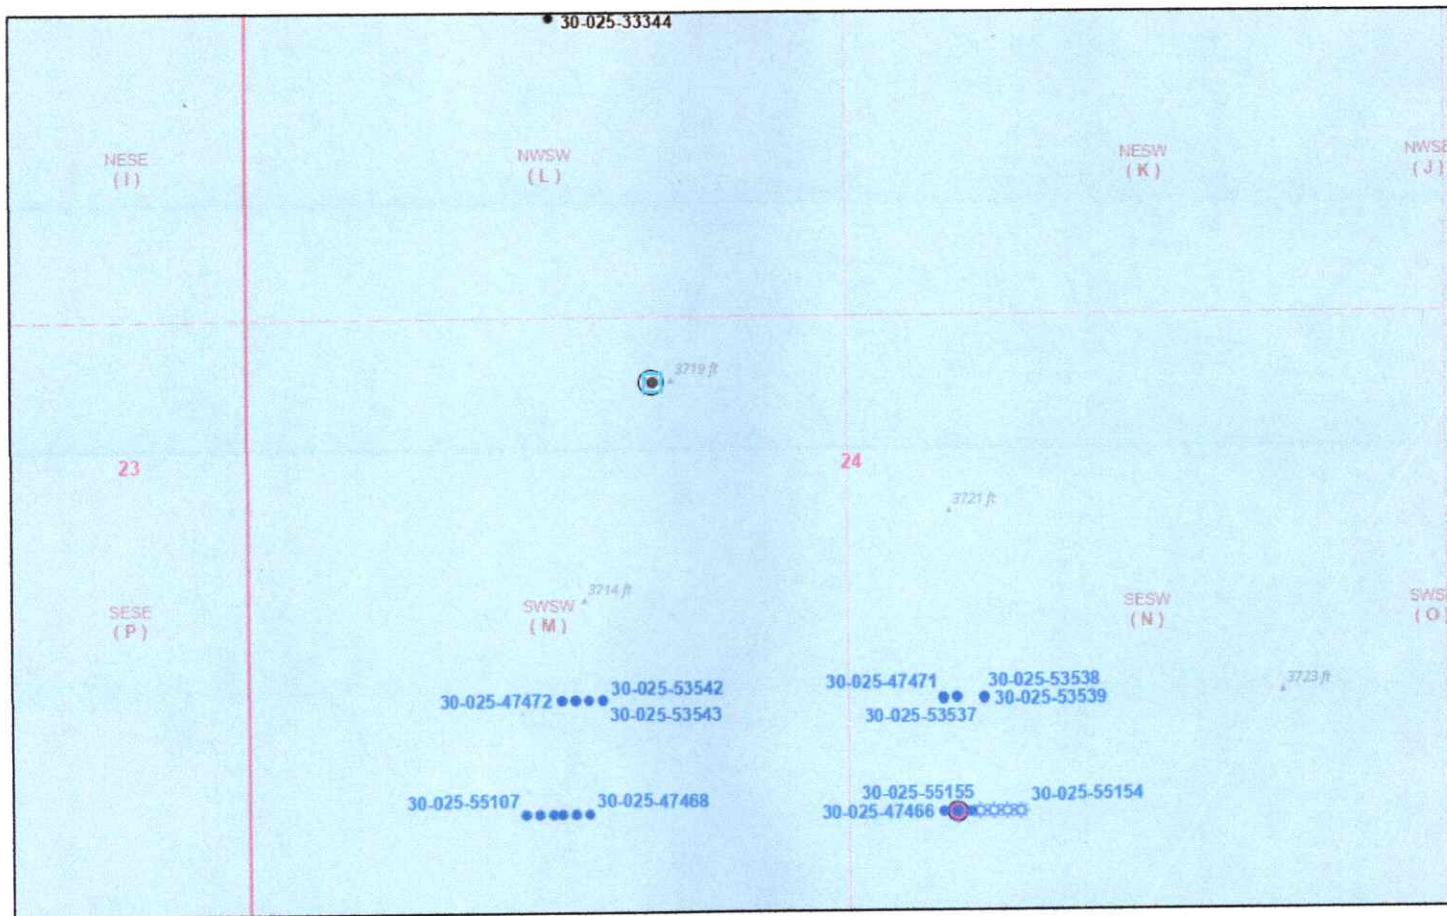 30-025-33344
NESE
( I )
NWSW
( L )
NESW
( K )
NWSE
( J )
3719 ft
23
24
3721 ft
3714 ft
SESE
( P )
SWSW
( M )
SESW
( N )
SWS
( O )
3723 ft
30-025-47472
30-025-53542
30-025-53543
30-025-47471
30-025-53537
30-025-53538
30-025-53539
30-025-55107
30-025-47468
30-025-55155
30-025-47466
30-025-55154